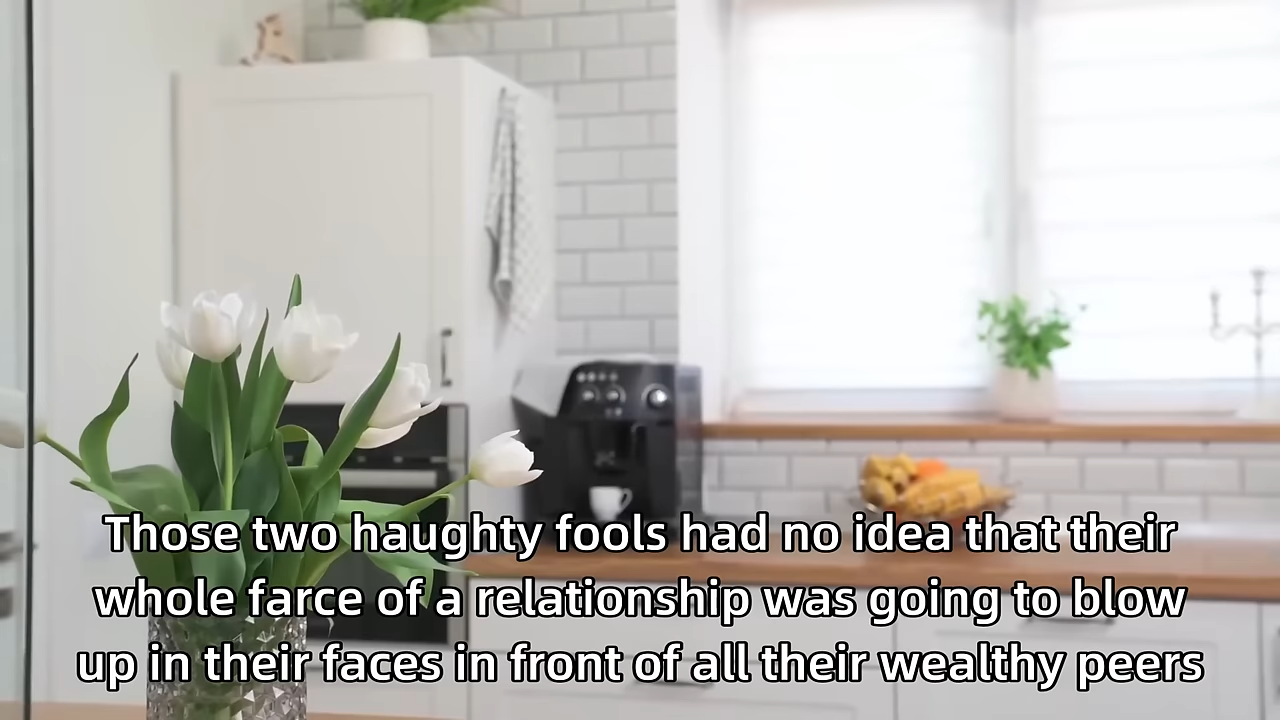 Those two haughty fools had no idea that their
whole farce of a relationship was going to blow
up in their faces in front of all their wealthy peers